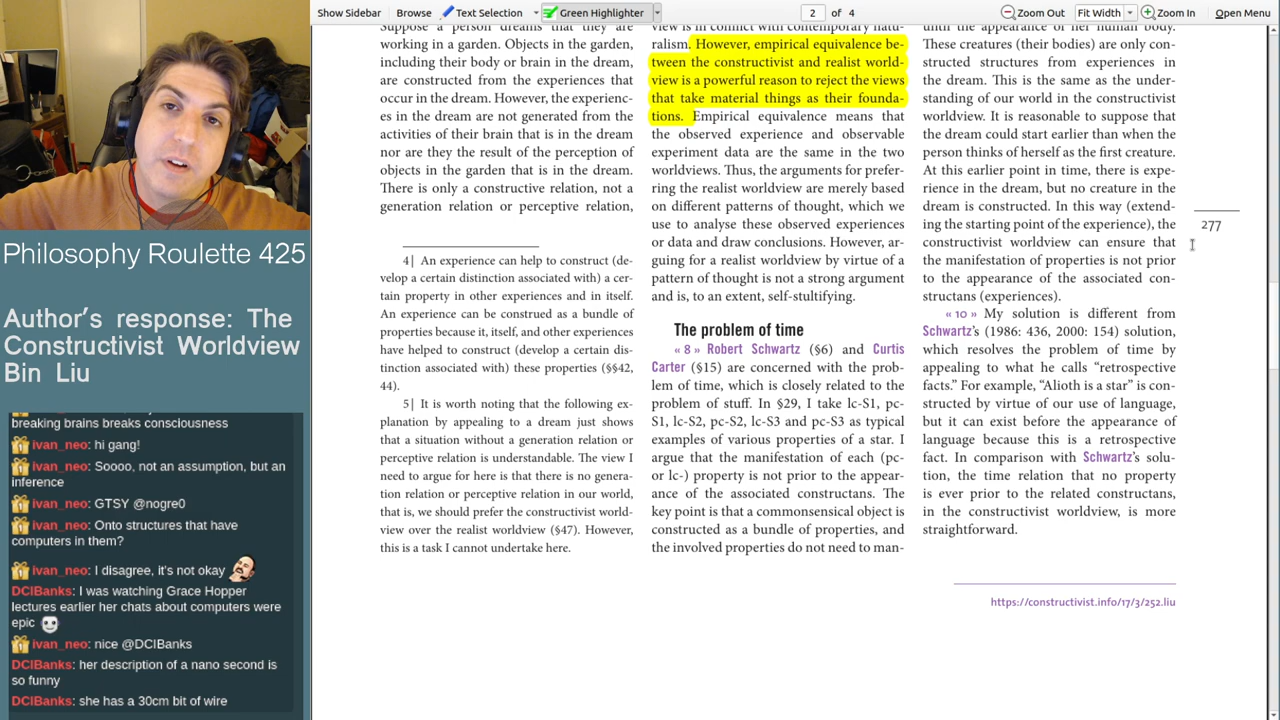 Show Sidebar
Browse
Text Selection
Green Highlighter
2 of 4
Zoom Out
Fit Width
Zoom In
Open Menu
Philosophy Roulette 425
Author's response: The
Constructivist Worldview
Bin Liu
breaking brains breaks consciousness
ivan_neo: hi gang!
ivan_neo: Soooo, not an assumption, but an
inference
ivan_neo: GTSY @nogre0
ivan_neo: Onto structures that have
computers in them?
ivan_neo: I disagree, it's not okay
DCIBanks: I was watching Grace Hopper
lectures earlier her chats about computers were
epic
ivan_neo: nice @DCIBanks
DCIBanks: her description of a nano second is
so funny
DCIBanks: she has a 30cm bit of wire
Suppose a person dreams that they are
working in a garden. Objects in the garden,
including their body or brain in the dream,
are constructed from the experiences that
occur in the dream. However, the experienc-
es in the dream are not generated from the
activities of their brain that is in the dream
nor are they the result of the perception of
objects in the garden that is in the dream.
There is only a constructive relation, not a
generation relation or perceptive relation,
4| An experience can help to construct (de-
velop a certain distinction associated with) a cer-
tain property in other experiences and in itself.
An experience can be construed as a bundle of
properties because it, itself, and other experiences
have helped to construct (develop a certain dis-
tinction associated with) these properties (§§42,
44).
5| It is worth noting that the following ex-
planation by appealing to a dream just shows
that a situation without a generation relation or
perceptive relation is understandable. The view I
need to argue for here is that there is no genera-
tion relation or perceptive relation in our world,
that is, we should prefer the constructivist world-
view over the realist worldview (§47). However,
this is a task I cannot undertake here.
view is in conflict with contemporary natu-
ralism. However, empirical equivalence be-
tween the constructivist and realist world-
view is a powerful reason to reject the views
that take material things as their founda-
tions. Empirical equivalence means that
the observed experience and observable
experiment data are the same in the two
worldviews. Thus, the arguments for prefer-
ring the realist worldview are merely based
on different patterns of thought, which we
use to analyse these observed experiences
or data and draw conclusions. However, ar-
guing for a realist worldview by virtue of a
pattern of thought is not a strong argument
and is, to an extent, self-stultifying.
The problem of time
« 8 » Robert Schwartz (§6) and Curtis
Carter (§15) are concerned with the prob-
lem of time, which is closely related to the
problem of stuff. In §29, I take lc-S1, pc-
S1, lc-S2, pc-S2, lc-S3 and pc-S3 as typical
examples of various properties of a star. I
argue that the manifestation of each (pc-
or lc-) property is not prior to the appear-
ance of the associated constructans. The
key point is that a commonsensical object is
constructed as a bundle of properties, and
the involved properties do not need to man-
until the appearance of her human body.
These creatures (their bodies) are only con-
structed structures from experiences in
the dream. This is the same as the under-
standing of our world in the constructivist
worldview. It is reasonable to suppose that
the dream could start earlier than when the
person thinks of herself as the first creature.
At this earlier point in time, there is expe-
rience in the dream, but no creature in the
dream is constructed. In this way (extend-
ing the starting point of the experience), the
constructivist worldview can ensure that
the manifestation of properties is not prior
to the appearance of the associated con-
structans (experiences).
« 10 » My solution is different from
Schwartz's (1986: 436, 2000: 154) solution,
which resolves the problem of time by
appealing to what he calls “retrospective
facts.” For example, “Alioth is a star” is con-
structed by virtue of our use of language,
but it can exist before the appearance of
language because this is a retrospective
fact. In comparison with Schwartz's solu-
tion, the time relation that no property
is ever prior to the related constructans,
in the constructivist worldview, is more
straightforward.
277
https://constructivist.info/17/3/252.liu